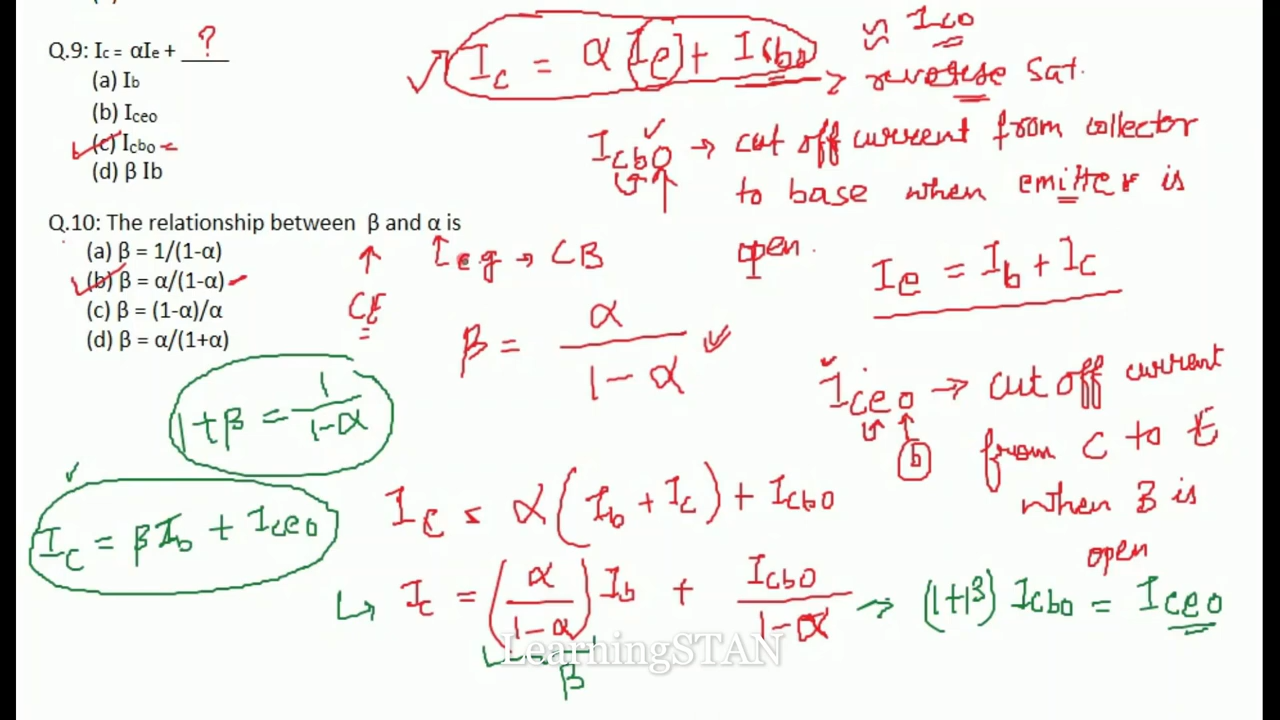 Q.9: Ic = αIe + ____
?
(a) Ib
(b) Iceo
(c) Icbo
(d) β Ib
Ic = α Ie + Icbo
≈ Ico
reverse Sat.
Icbo → cut off current from collector
to base when emitter is
open.
Q.10: The relationship between β and α is
(a) β = 1/(1-α)
(b) β = α/(1-α)
(c) β = (1-α)/α
(d) β = α/(1+α)
CE
→ CB
Ie = Ib + Ic
β = α / (1 - α)
1 + β = 1 / (1 - α)
Iceo → cut off current
b
from C to E
when B is
open
Ic = α (Ib + Ic) + Icbo
Ic = β Ib + Iceo
↳ Ic = (α / (1 - α)) Ib + Icbo / (1 - α) → (1+β) Icbo = Iceo
β
LearningSTAN